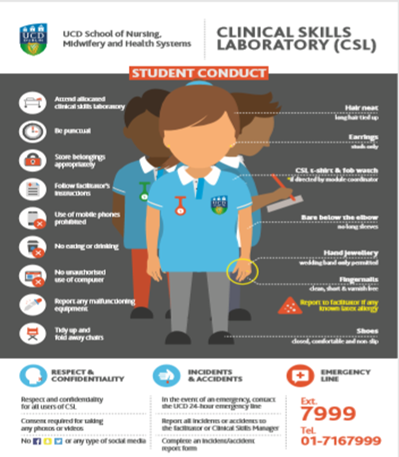 UCD
DUBLIN
UCD School of Nursing,
Midwifery and Health Systems
CLINICAL SKILLS
LABORATORY (CSL)
STUDENT CONDUCT
Attend allocated
clinical skills laboratory
Be punctual
Store belongings
appropriately
Follow facilitator's
instructions
Use of mobile phones
prohibited
No eating or drinking
No unauthorised
use of computer
Report any malfunctioning
equipment
Tidy up and
fold away chairs
Hair neat
long hair tied up
Earrings
studs only
CSL t-shirt & fob watch
if directed by module coordinator
Bare below the elbow
no long sleeves
Hand jewellery
wedding band only permitted
Fingernails
clean, short & varnish free
Report to facilitator if any
known latex allergy
Shoes
closed, comfortable and non slip
RESPECT &
CONFIDENTIALITY
Respect and confidentiality
for all users of CSL
Consent required for taking
any photos or videos
No or any type of social media
INCIDENTS
& ACCIDENTS
In the event of an emergency, contact
the UCD 24-hour emergency line
Report all incidents or accidents to
the facilitator or Clinical Skills Manager
Complete an incident/accident
report form
EMERGENCY
LINE
Ext.
7999
Tel.
01-7167999